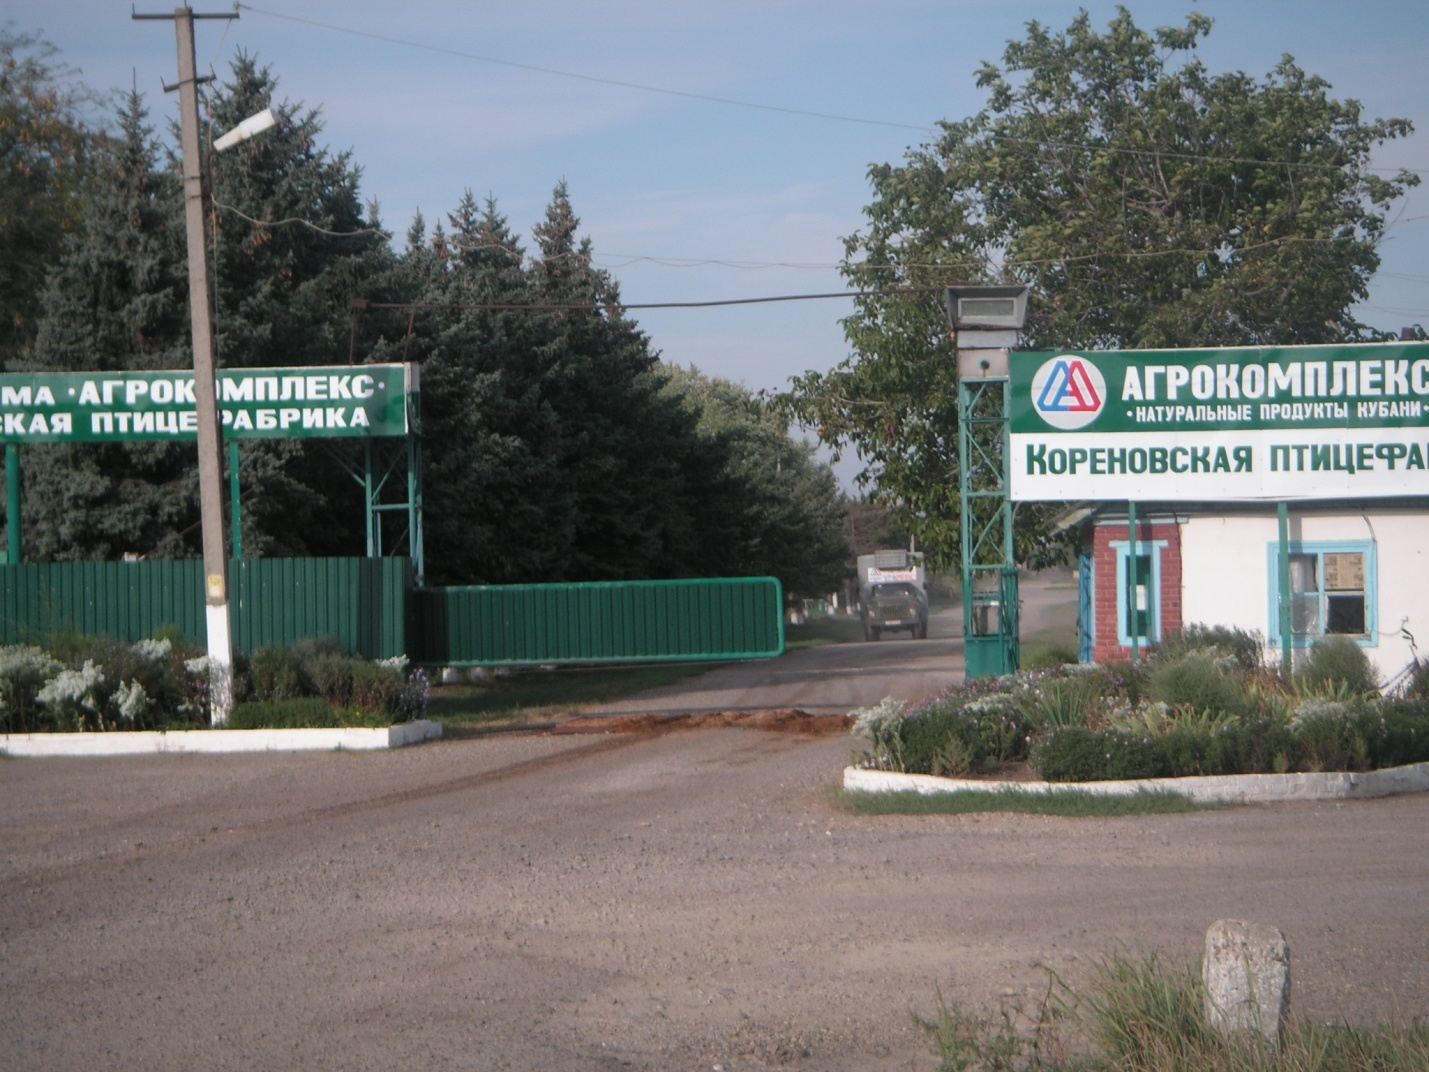 МА ·АГРОКОМПЛЕКС·
СКАЯ ПТИЦЕФАБРИКА
АГРОКОМПЛЕКС
·НАТУРАЛЬНЫЕ ПРОДУКТЫ КУБАНИ·
КОРЕНОВСКАЯ ПТИЦЕФА